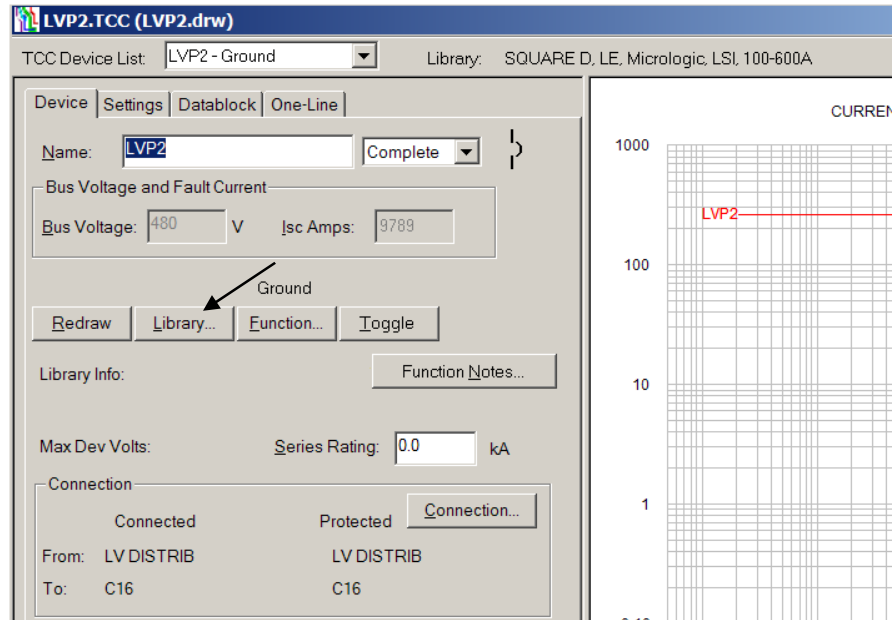 LVP2.TCC (LVP2.drw)
TCC Device List: LVP2 - Ground Library: SQUARE D, LE, Micrologic, LSI, 100-600A
Device Settings Datablock One-Line
Name: LVP2 Complete
Bus Voltage and Fault Current
Bus Voltage: 480 V Isc Amps: 9789
Ground
Redraw Library... Function... Toggle
Library Info: Function Notes...
Max Dev Volts: Series Rating: 0.0 kA
Connection
Connection...
Connected Protected
From: LV DISTRIB LV DISTRIB
To: C16 C16
CURREN
1000
LVP2
100
10
1